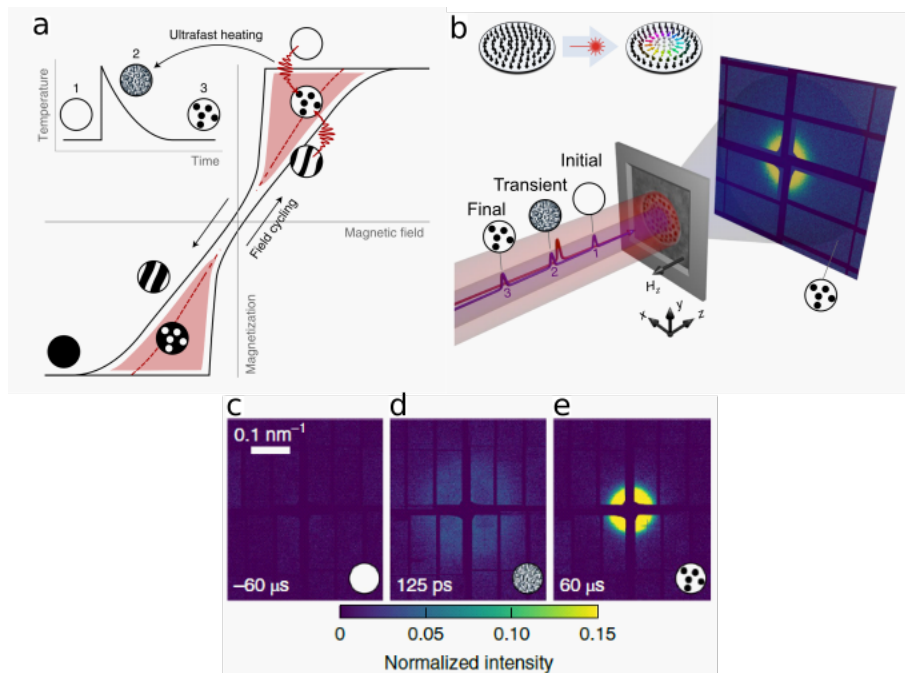 a
Ultrafast heating
2
1
3
Temperature
Time
Magnetic field
Field cycling
Magnetization
b
Initial
Transient
Final
1
2
3
Hz
x
y
z
c
0.1 nm⁻¹
–60 μs
d
125 ps
e
60 μs
0
0.05
0.10
0.15
Normalized intensity